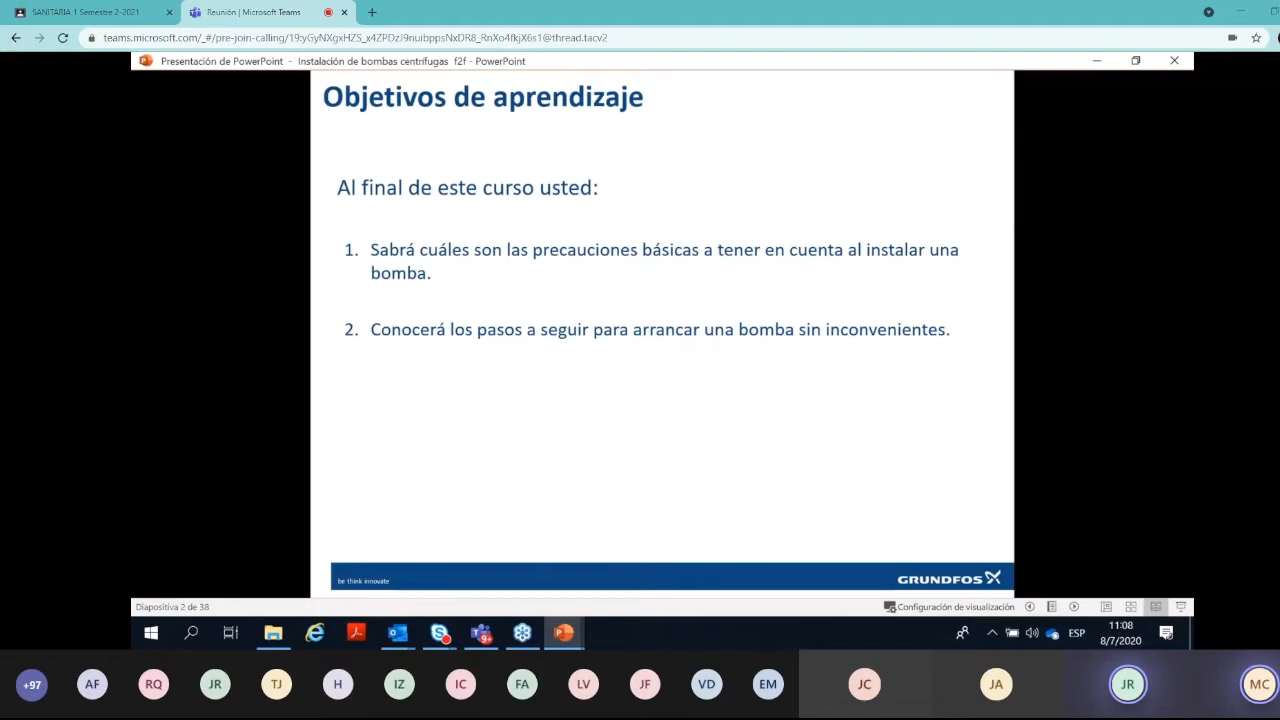 SANITARIA 1 Semestre 2-2021
Reunión | Microsoft Teams
teams.microsoft.com/_#/pre-join-calling/19:yGyNXgxHZS_x4ZPDzJ9nuibppsNxDR8_RnXo4fkjX6s1@thread.tacv2
Presentación de PowerPoint - Instalación de bombas centrífugas f2f - PowerPoint
Objetivos de aprendizaje
Al final de este curso usted:
1. Sabrá cuáles son las precauciones básicas a tener en cuenta al instalar una
bomba.
2. Conocerá los pasos a seguir para arrancar una bomba sin inconvenientes.
be think innovate
GRUNDFOS
Diapositiva 2 de 38
Configuración de visualización
9+
ESP
11:08
8/7/2020
+97 AF RQ JR TJ H IZ IC FA LV JF VD EM JC JA JR MC